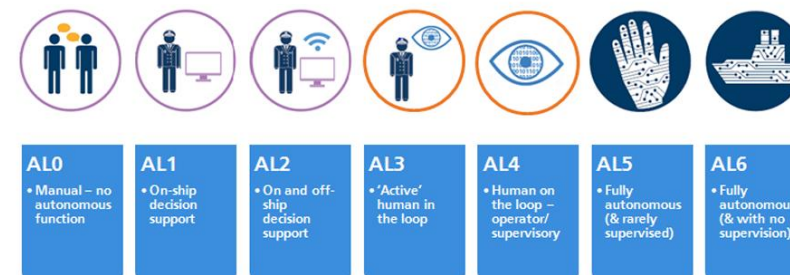 AL0
• Manual – no
autonomous
function
AL1
• On-ship
decision
support
AL2
• On and off-
ship
decision
support
AL3
• ‘Active’
human in
the loop
AL4
• Human on
the loop –
operator/
supervisory
AL5
• Fully
autonomous
(& rarely
supervised)
AL6
• Fully
autonomou
(& with no
supervision)